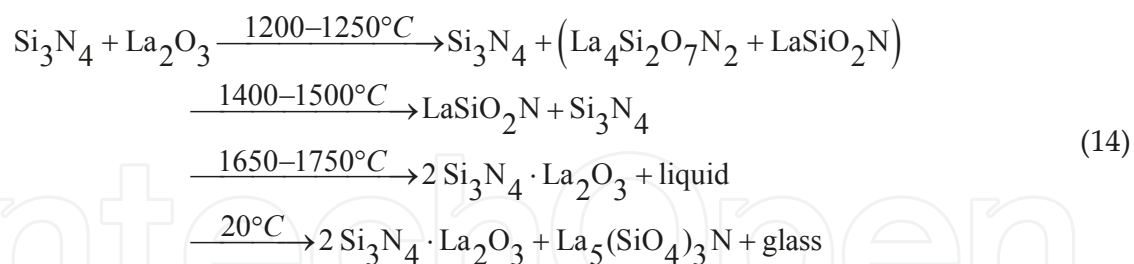 Si₃N₄ + La₂O₃ —1200–1250°C→ Si₃N₄ + (La₄Si₂O₇N₂ + LaSiO₂N)
—1400–1500°C→ LaSiO₂N + Si₃N₄
(14)
—1650–1750°C→ 2 Si₃N₄ · La₂O₃ + liquid
—20°C→ 2 Si₃N₄ · La₂O₃ + La₅(SiO₄)₃N + glass
ntechOpen